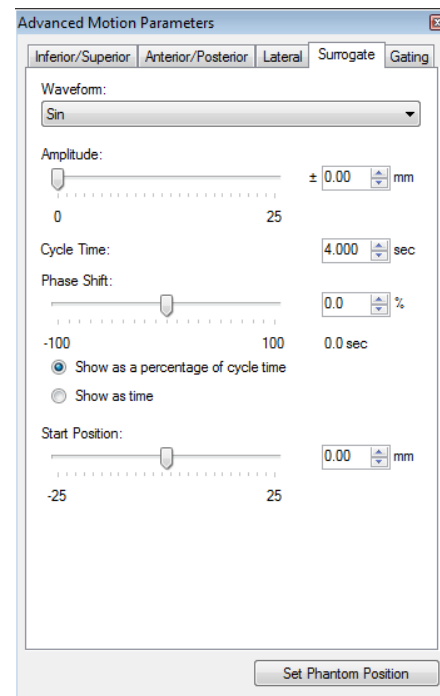 Advanced Motion Parameters
Inferior/Superior Anterior/Posterior Lateral Surrogate Gating
Waveform:
Sin
Amplitude:
± 0.00 mm
0 25
Cycle Time: 4.000 sec
Phase Shift:
0.0 %
-100 100 0.0 sec
Show as a percentage of cycle time
Show as time
Start Position:
0.00 mm
-25 25
Set Phantom Position